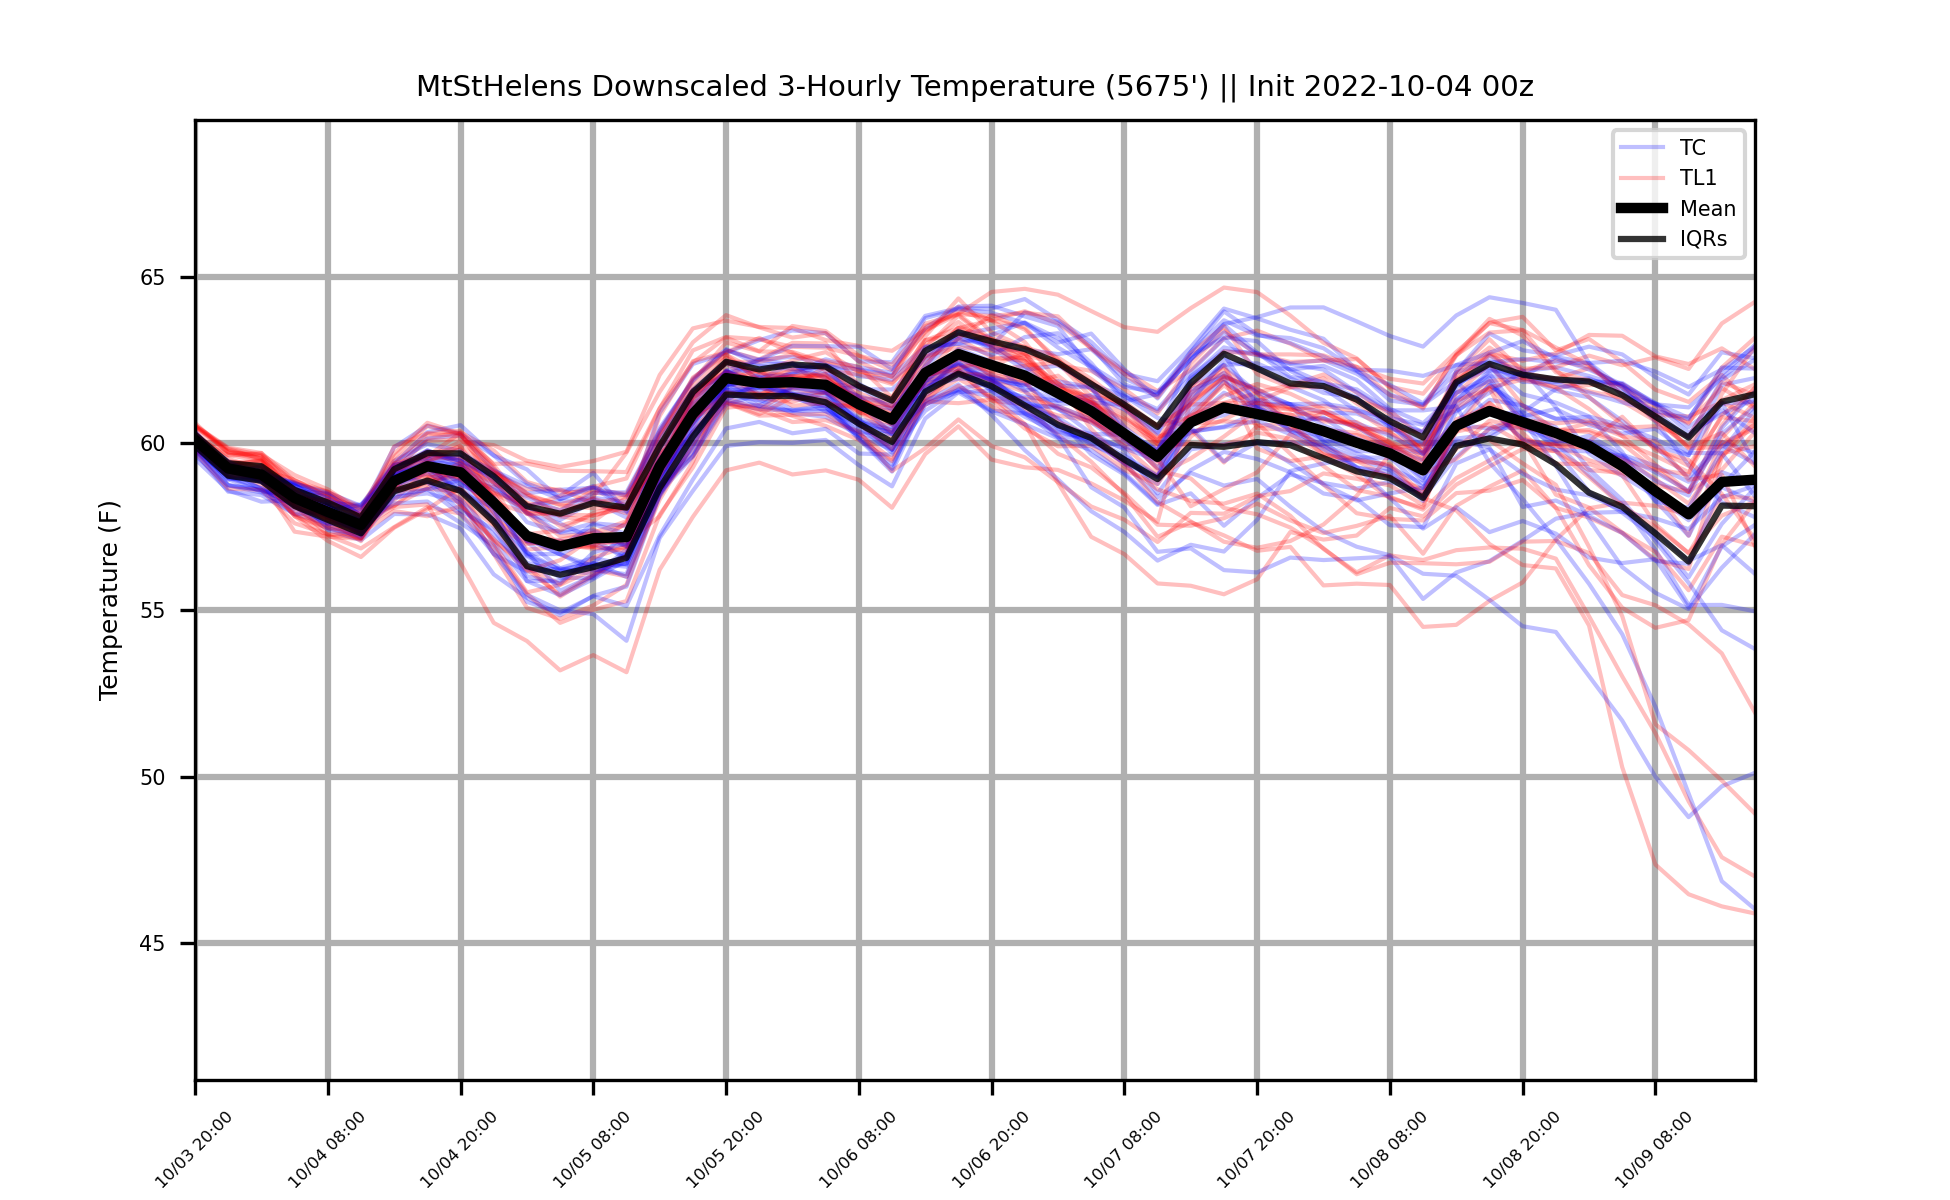 MtStHelens Downscaled 3-Hourly Temperature (5675') || Init 2022-10-04 00z
TC
TL1
Mean
IQRs
Temperature (F)
65
60
55
50
45
10/03 20:00
10/04 08:00
10/04 20:00
10/05 08:00
10/05 20:00
10/06 08:00
10/06 20:00
10/07 08:00
10/07 20:00
10/08 08:00
10/08 20:00
10/09 08:00